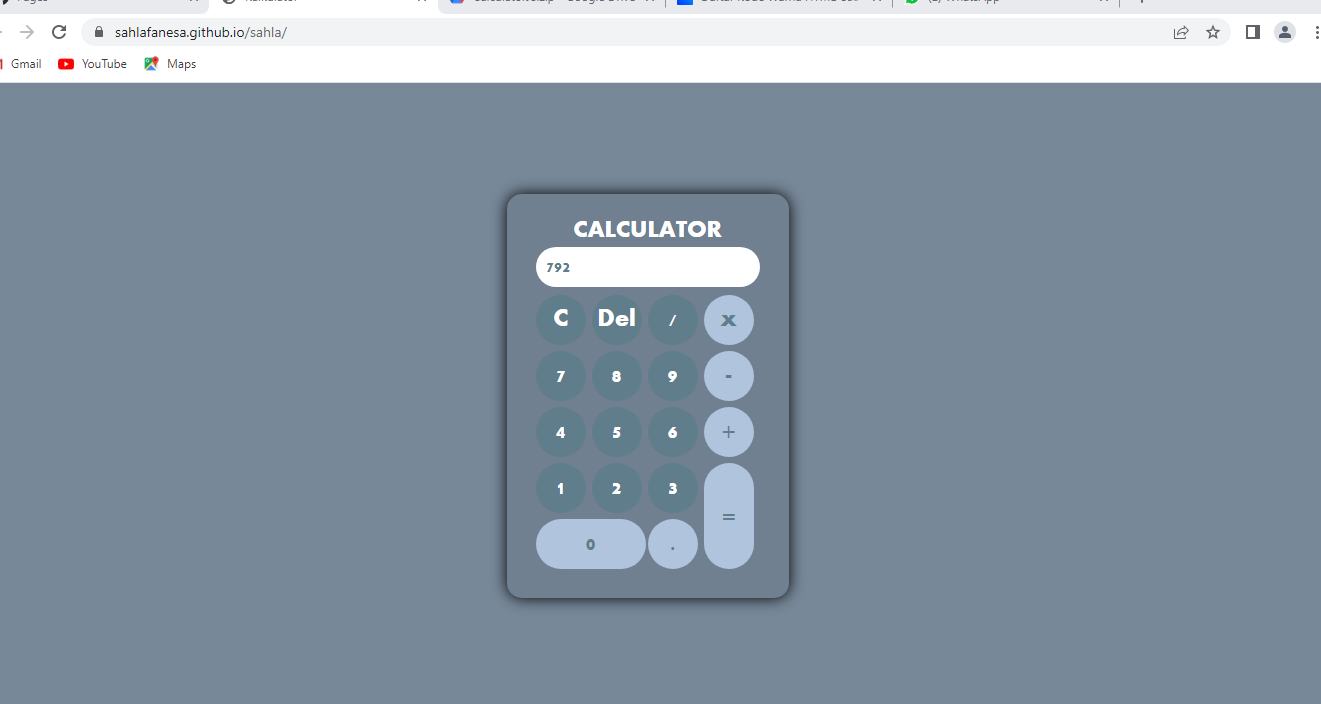 sahlafanesa.github.io/sahla/
Gmail YouTube Maps
CALCULATOR
792
C Del / x
7 8 9 -
4 5 6 +
1 2 3
=
0 .